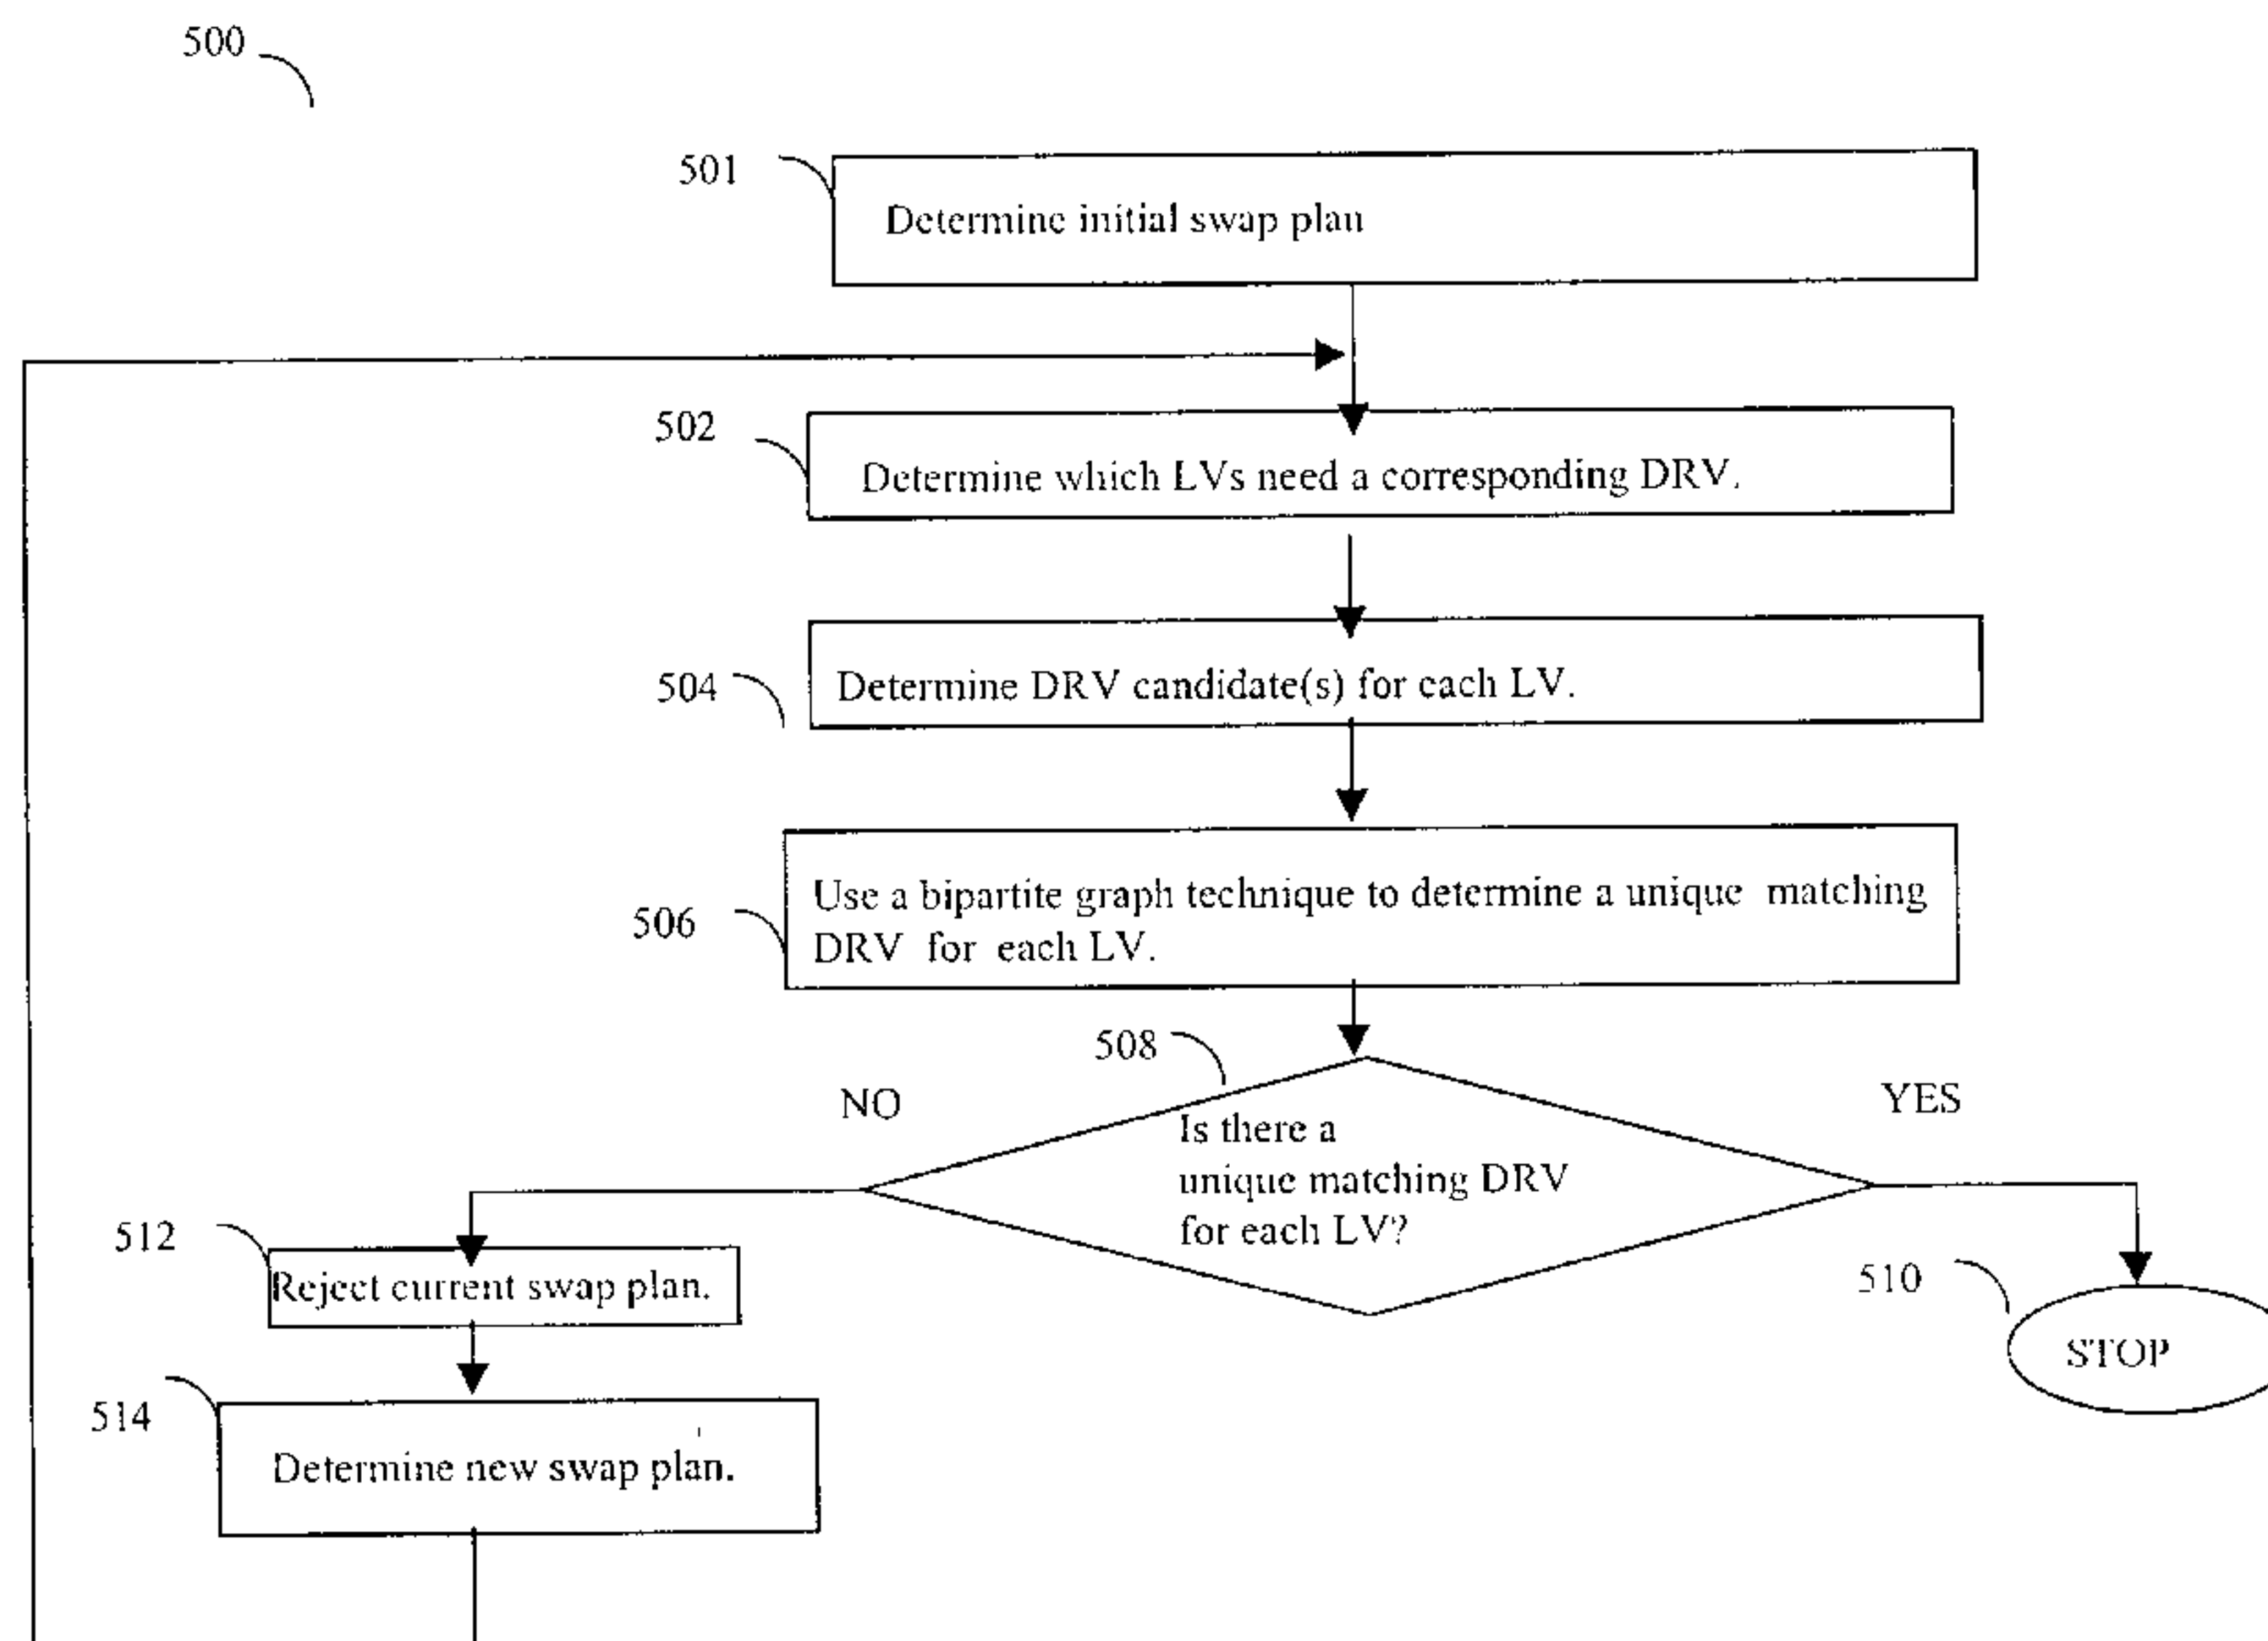 500
501
Determine initial swap plan
502
Determine which LVs need a corresponding DRV.
504
Determine DRV candidate(s) for each LV.
506
Use a bipartite graph technique to determine a unique matching
DRV for each LV.
508
NO
YES
Is there a
unique matching DRV
for each LV?
512
Reject current swap plan.
510
STOP
514
Determine new swap plan.